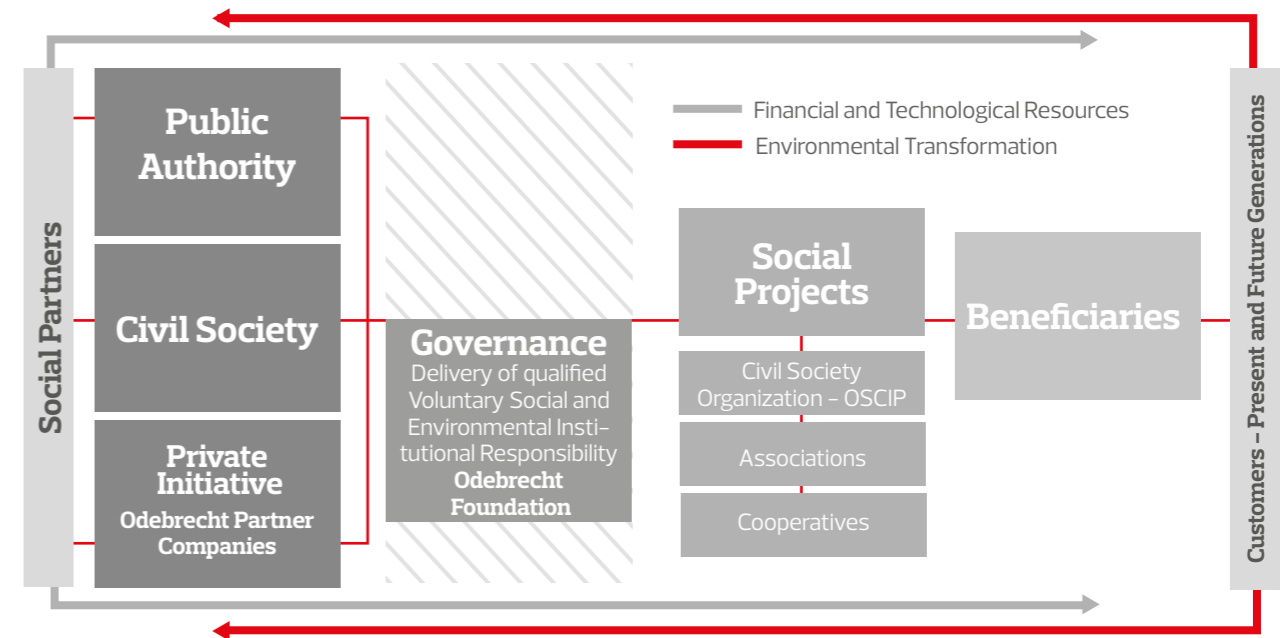 Social Partners
Public
Authority
Civil Society
Private
Initiative
Odebrecht Partner
Companies
Governance
Delivery of qualified
Voluntary Social and
Environmental Insti-
tutional Responsibility
Odebrecht
Foundation
Financial and Technological Resources
Environmental Transformation
Social
Projects
Civil Society
Organization - OSCIP
Associations
Cooperatives
Beneficiaries
Customers - Present and Future Generations